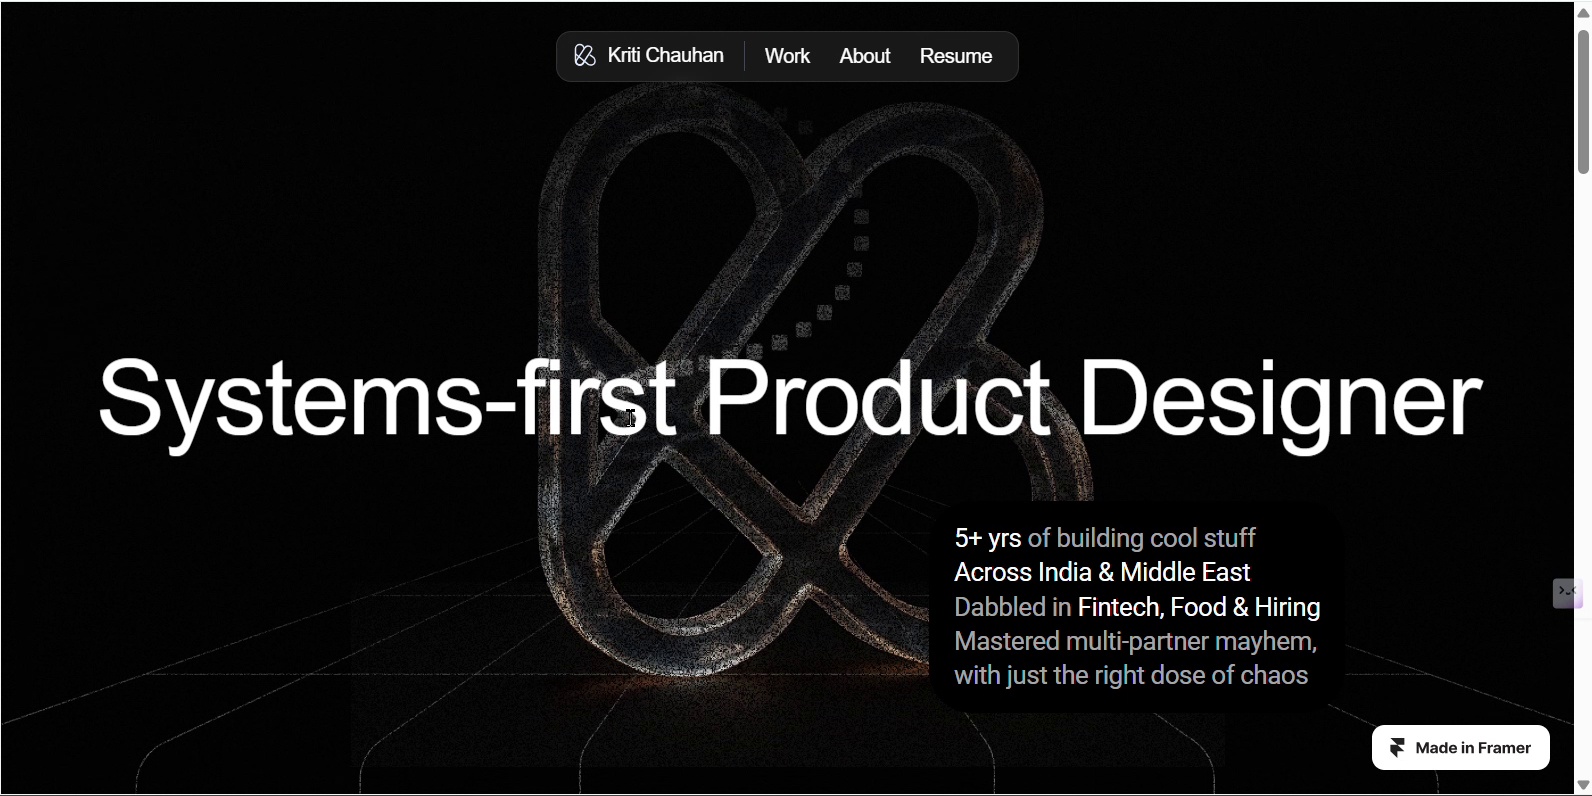 Kriti Chauhan
Work
About
Resume
Systems-first Product Designer
5+ yrs of building cool stuff
Across India & Middle East
Dabbled in Fintech, Food & Hiring
Mastered multi-partner mayhem,
with just the right dose of chaos
Made in Framer